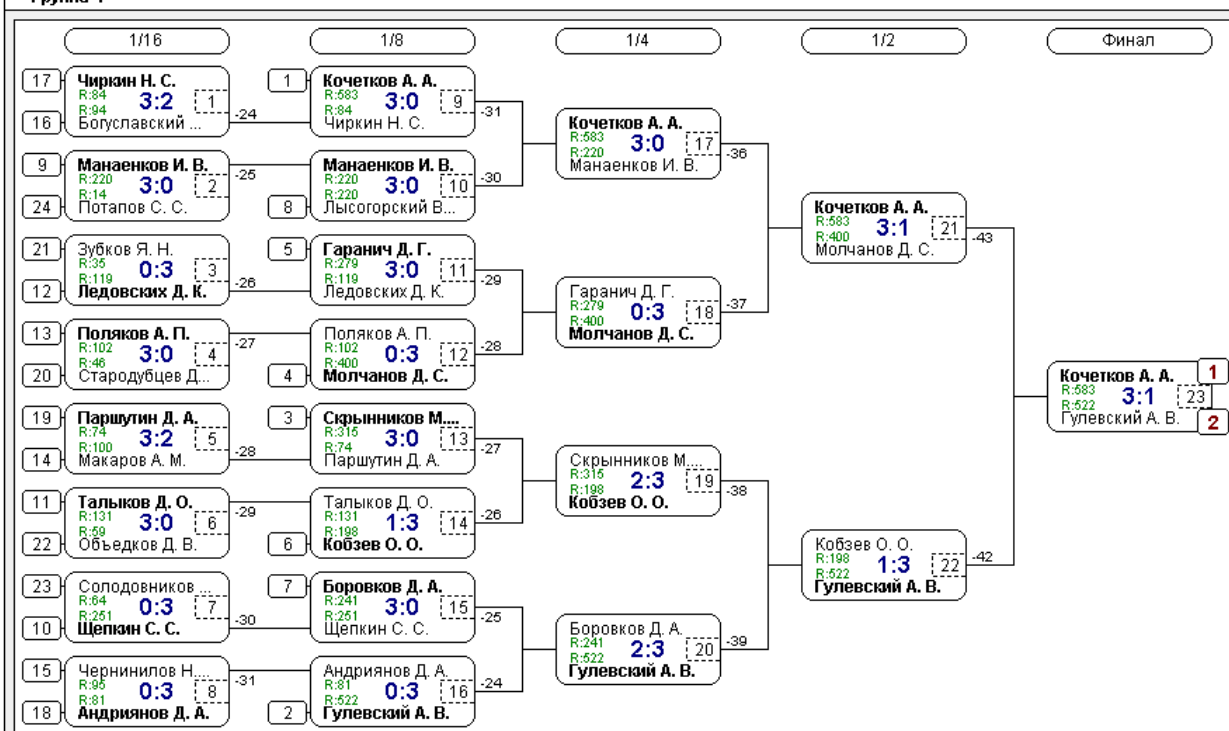 1/16
1/8
1/4
1/2
Финал
17 Чиркин Н. С.
R:84 3:2 1
R:94
16 Богуславский ...
-24
9 Манаенков И. В.
R:220 3:0 2
R:14
24 Потапов С. С.
-25
21 Зубков Я. Н.
R:35 0:3 3
R:119
12 Ледовских Д. К.
-26
13 Поляков А. П.
R:102 3:0 4
R:46
20 Стародубцев Д...
-27
19 Паршутин Д. А.
R:74 3:2 5
R:100
14 Макаров А. М.
-28
11 Талыков Д. О.
R:131 3:0 6
R:59
22 Объедков Д. В.
-29
23 Солодовников ...
R:64 0:3 7
R:251
10 Щепкин С. С.
-30
15 Чернинилов Н....
R:95 0:3 8
R:81
18 Андриянов Д. А.
-31
1 Кочетков А. А.
R:583 3:0 9
R:84
Чиркин Н. С.
-31
Манаенков И. В.
R:220 3:0 10
R:220
8 Лысогорский В...
-30
5 Гаранич Д. Г.
R:279 3:0 11
R:119
Ледовских Д. К.
-29
Поляков А. П.
R:102 0:3 12
R:400
4 Молчанов Д. С.
-28
3 Скрынников М....
R:315 3:0 13
R:74
Паршутин Д. А.
-27
Талыков Д. О.
R:131 1:3 14
R:198
6 Кобзев О. О.
-26
7 Боровков Д. А.
R:241 3:0 15
R:251
Щепкин С. С.
-25
Андриянов Д. А.
R:81 0:3 16
R:522
2 Гулевский А. В.
-24
Кочетков А. А.
R:583 3:0 17
R:220
Манаенков И. В.
-36
Гаранич Д. Г.
R:279 0:3 18
R:400
Молчанов Д. С.
-37
Скрынников М....
R:315 2:3 19
R:198
Кобзев О. О.
-38
Боровков Д. А.
R:241 2:3 20
R:522
Гулевский А. В.
-39
Кочетков А. А.
R:583 3:1 21
R:400
Молчанов Д. С.
-43
Кобзев О. О.
R:198 1:3 22
R:522
Гулевский А. В.
-42
Кочетков А. А. 1
R:583 3:1 23
R:522
Гулевский А. В. 2